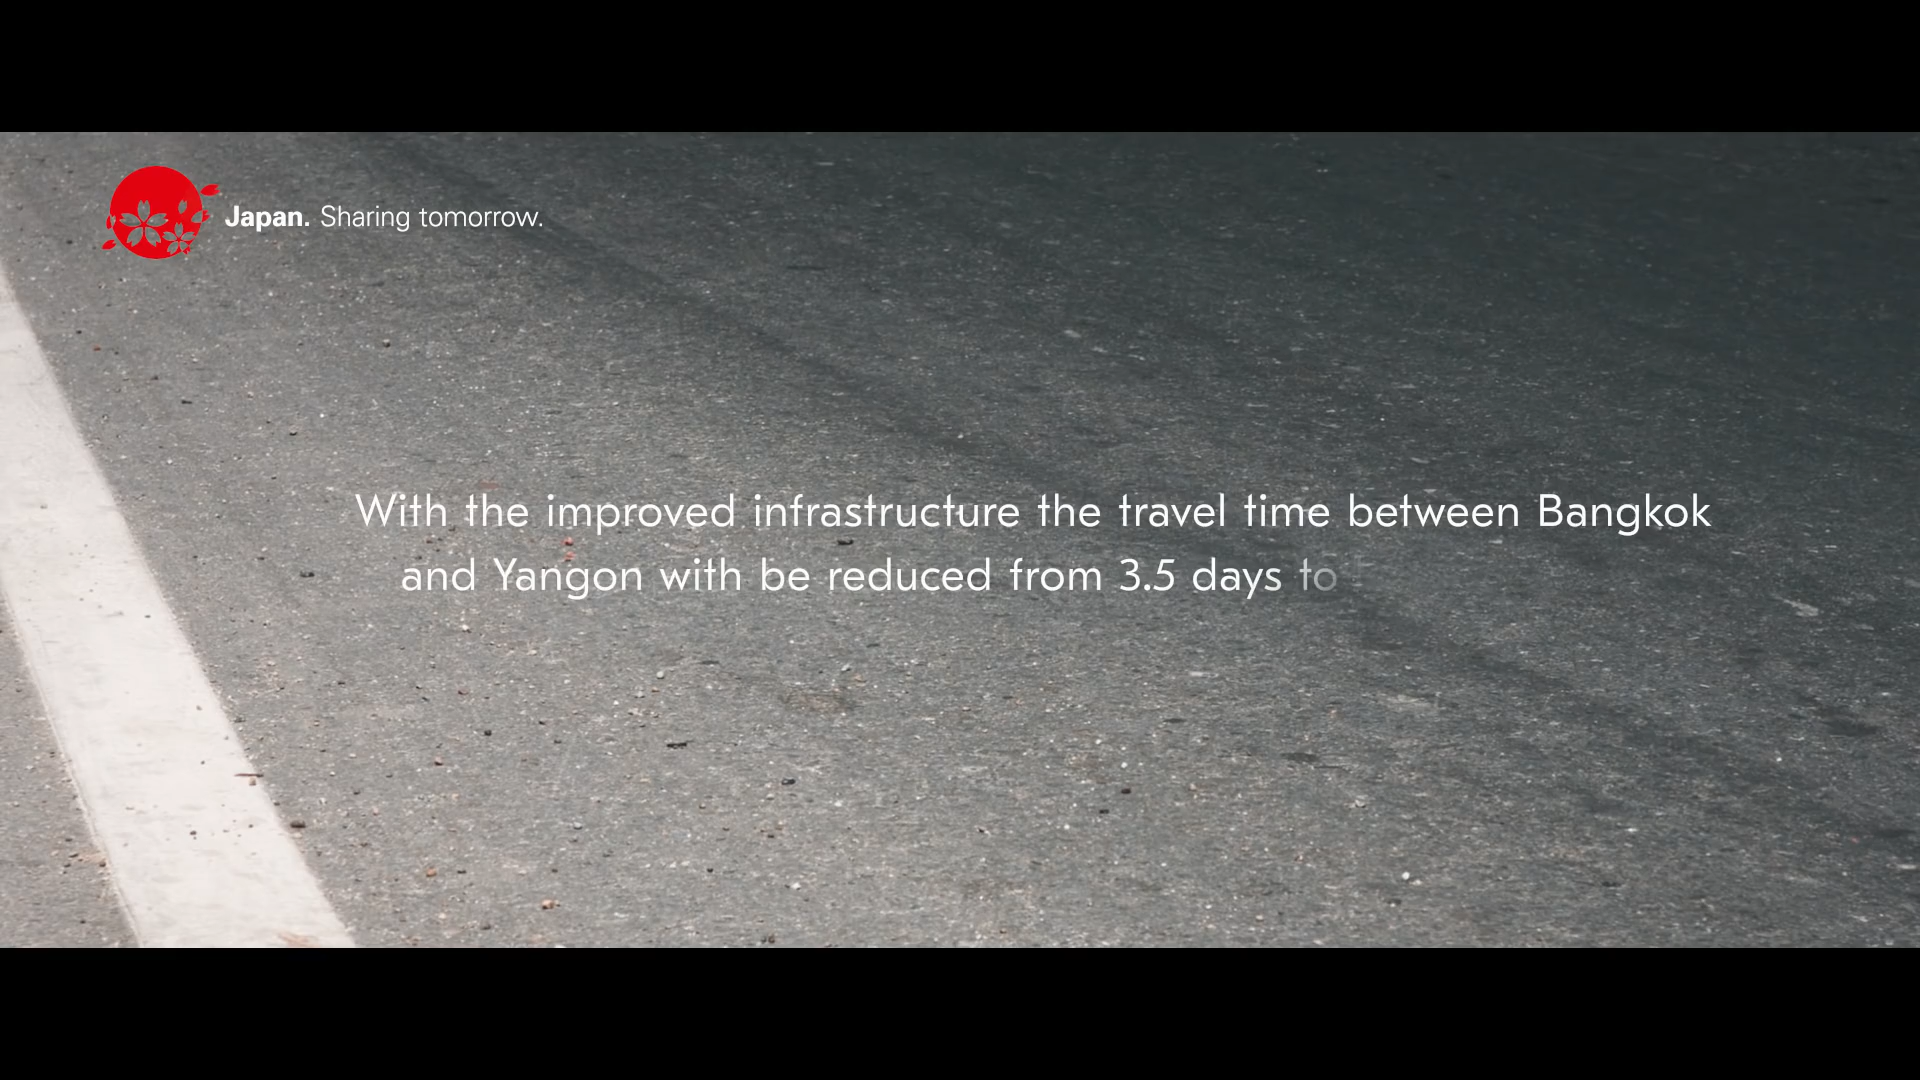 Japan. Sharing tomorrow.
With the improved infrastructure the travel time between Bangkok
and Yangon with be reduced from 3.5 days to